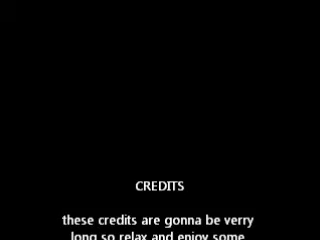 CREDITS
these credits are gonna be verry
long so relax and enjoy some